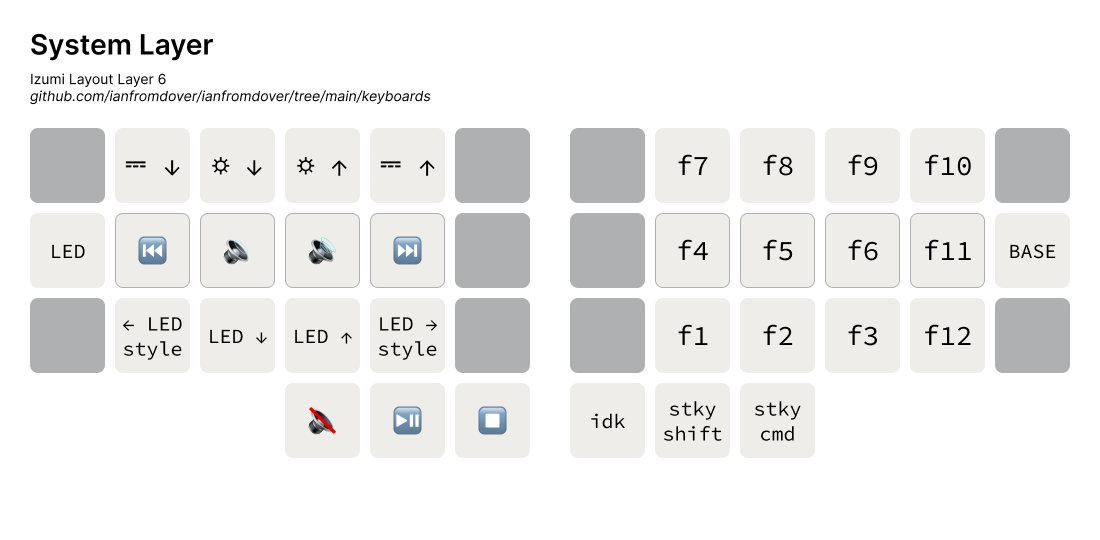 System Layer
Izumi Layout Layer 6
github.com/ianfromdover/ianfromdover/tree/main/keyboards
⎓ ↓ ☼ ↓ ☼ ↑ ⎓ ↑ f7 f8 f9 f10
LED ⏮️ 🔈 🔊 ⏭️ f4 f5 f6 f11 BASE
← LED style LED ↓ LED ↑ LED → style f1 f2 f3 f12
🔇 ⏯️ ⏹️ idk stky shift stky cmd